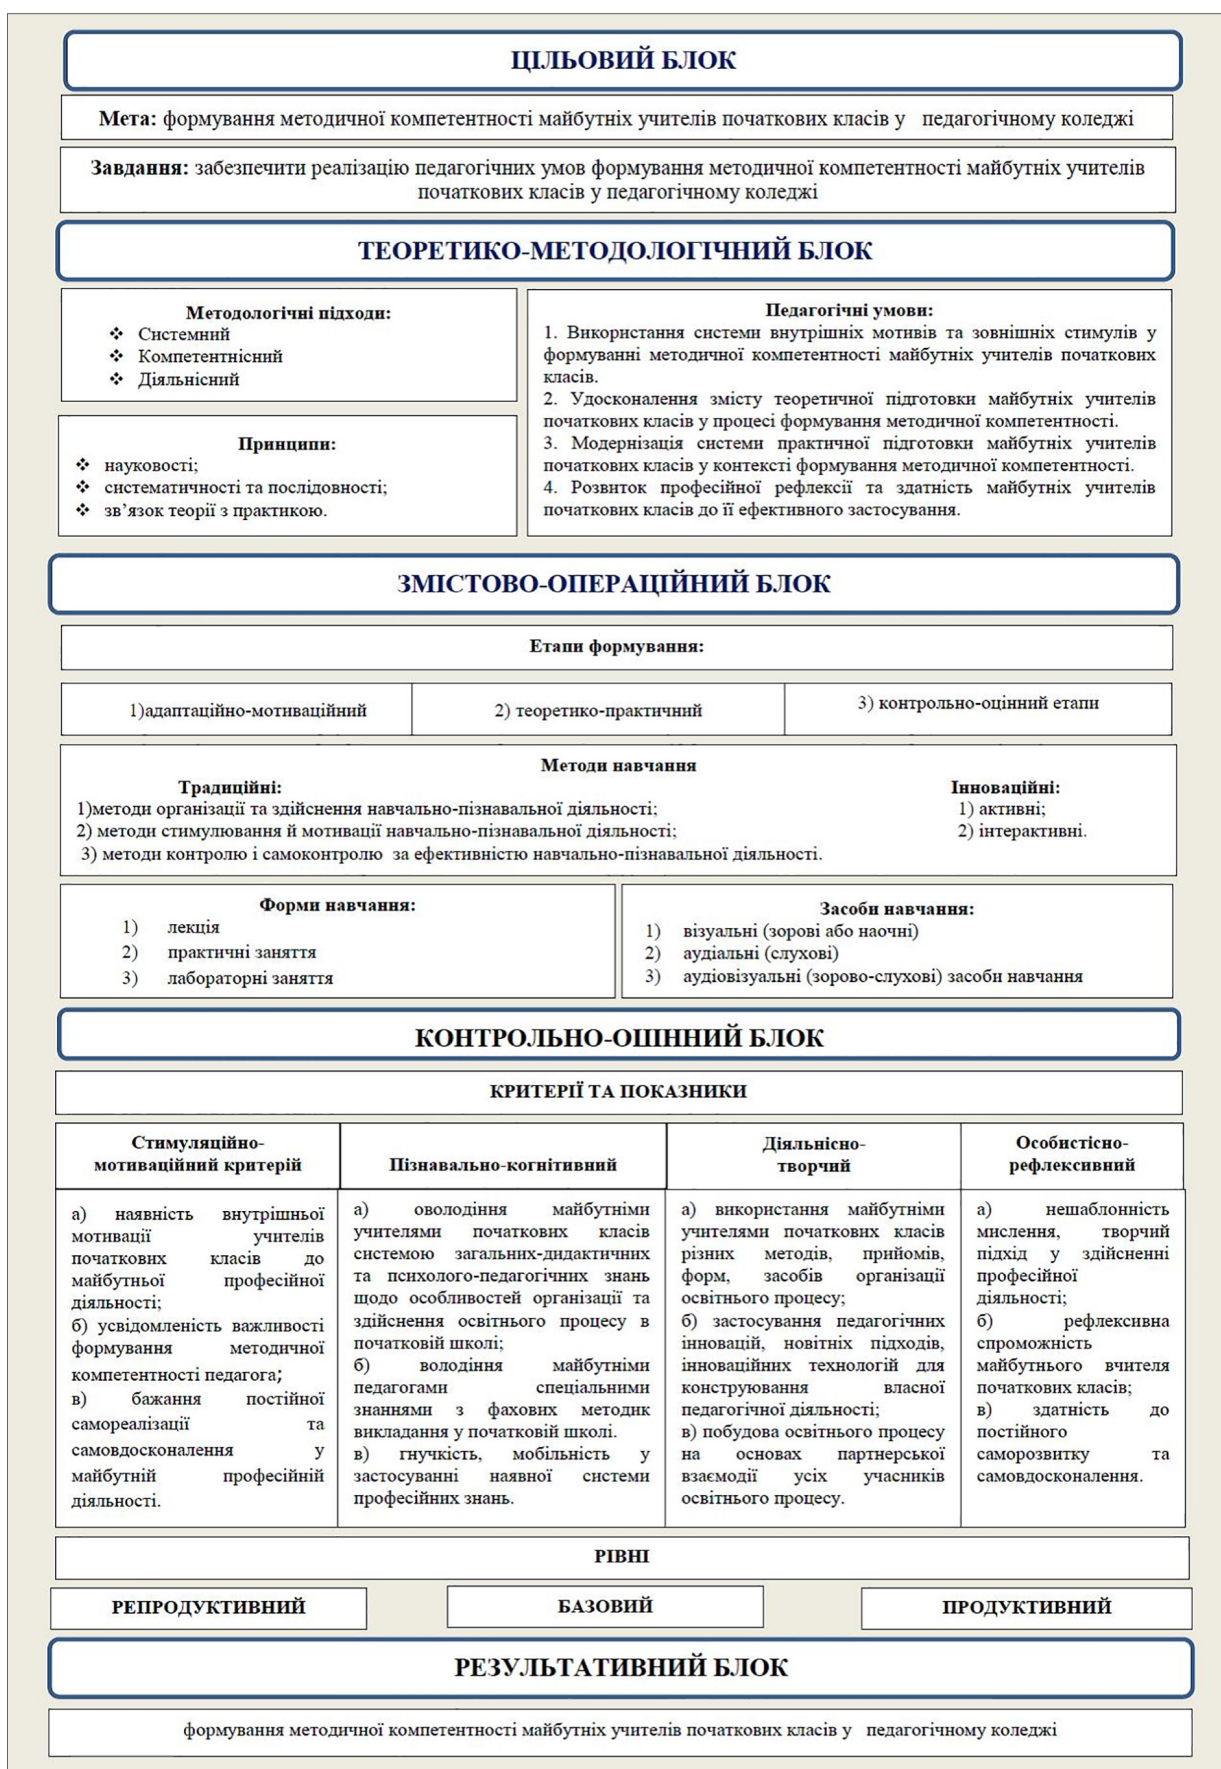 ЦІЛЬОВИЙ БЛОК
Мета: формування методичної компетентності майбутніх учителів початкових класів у педагогічному коледжі
Завдання: забезпечити реалізацію педагогічних умов формування методичної компетентності майбутніх учителів
початкових класів у педагогічному коледжі
ТЕОРЕТИКО-МЕТОДОЛОГІЧНИЙ БЛОК
Методологічні підходи:
❖ Системний
❖ Компетентнісний
❖ Діяльнісний
Принципи:
❖ науковості;
❖ систематичності та послідовності;
❖ зв’язок теорії з практикою.
Педагогічні умови:
1. Використання системи внутрішніх мотивів та зовнішніх стимулів у
формуванні методичної компетентності майбутніх учителів початкових
класів.
2. Удосконалення змісту теоретичної підготовки майбутніх учителів
початкових класів у процесі формування методичної компетентності.
3. Модернізація системи практичної підготовки майбутніх учителів
початкових класів у контексті формування методичної компетентності.
4. Розвиток професійної рефлексії та здатність майбутніх учителів
початкових класів до її ефективного застосування.
ЗМІСТОВО-ОПЕРАЦІЙНИЙ БЛОК
Етапи формування:
1)адаптаційно-мотиваційний
2) теоретико-практичний
3) контрольно-оцінний етапи
Методи навчання
Традиційні:
1)методи організації та здійснення навчально-пізнавальної діяльності;
2) методи стимулювання й мотивації навчально-пізнавальної діяльності;
3) методи контролю і самоконтролю за ефективністю навчально-пізнавальної діяльності.
Інноваційні:
1) активні;
2) інтерактивні.
Форми навчання:
1) лекція
2) практичні заняття
3) лабораторні заняття
Засоби навчання:
1) візуальні (зорові або наочні)
2) аудіальні (слухові)
3) аудіовізуальні (зорово-слухові) засоби навчання
КОНТРОЛЬНО-ОЦІННИЙ БЛОК
КРИТЕРІЇ ТА ПОКАЗНИКИ
Стимуляційно-
мотиваційний критерій
а) наявність внутрішньої
мотивації учителів
початкових класів до
майбутньої професійної
діяльності;
б) усвідомленість важливості
формування методичної
компетентності педагога;
в) бажання постійної
самореалізації та
самовдосконалення у
майбутній професійній
діяльності.
Пізнавально-когнітивний
а) оволодіння майбутніми
учителями початкових класів
системою загальних-дидактичних
та психолого-педагогічних знань
щодо особливостей організації та
здійснення освітнього процесу в
початковій школі;
б) володіння майбутніми
педагогами спеціальними
знаннями з фахових методик
викладання у початковій школі.
в) гнучкість, мобільність у
застосуванні наявної системи
професійних знань.
Діяльнісно-
творчий
а) використання майбутніми
учителями початкових класів
різних методів, прийомів,
форм, засобів організації
освітнього процесу;
б) застосування педагогічних
інновацій, новітніх підходів,
інноваційних технологій для
конструювання власної
педагогічної діяльності;
в) побудова освітнього процесу
на основах партнерської
взаємодії усіх учасників
освітнього процесу.
Особистісно-
рефлексивний
а) нешаблонність
мислення, творчий
підхід у здійсненні
професійної
діяльності;
б) рефлексивна
спроможність
майбутнього вчителя
початкових класів;
в) здатність до
постійного
саморозвитку та
самовдосконалення.
РІВНІ
РЕПРОДУКТИВНИЙ
БАЗОВИЙ
ПРОДУКТИВНИЙ
РЕЗУЛЬТАТИВНИЙ БЛОК
формування методичної компетентності майбутніх учителів початкових класів у педагогічному коледжі